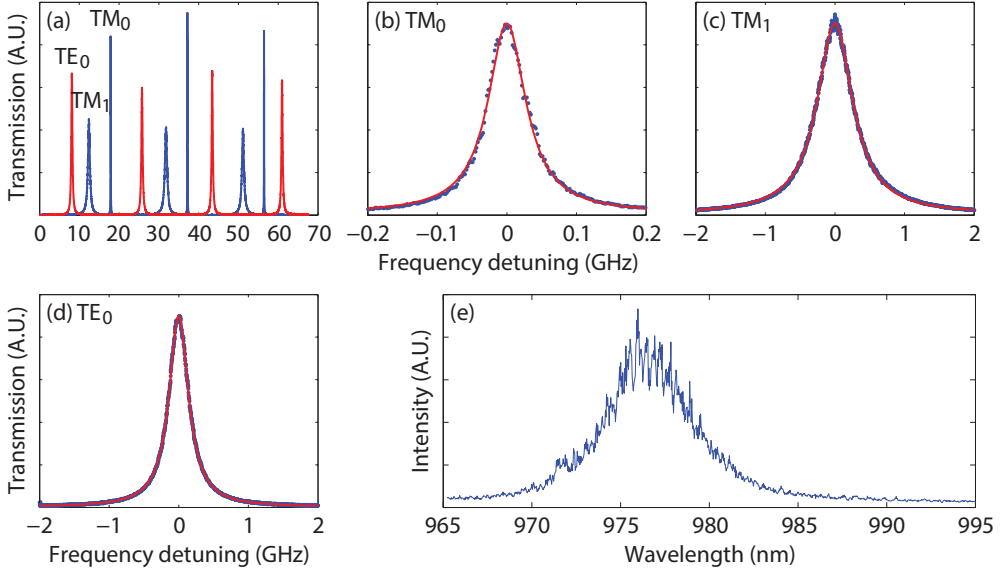 (a)
TM0
TE0
TM1
Transmission (A.U.)
0 10 20 30 40 50 60 70
(b) TM0
−0.2 −0.1 0 0.1 0.2
(c) TM1
−2 −1 0 1 2
Frequency detuning (GHz)
(d) TE0
Transmission (A.U.)
−2 −1 0 1 2
Frequency detuning (GHz)
(e)
Intensity (A.U.)
965 970 975 980 985 990 995
Wavelength (nm)